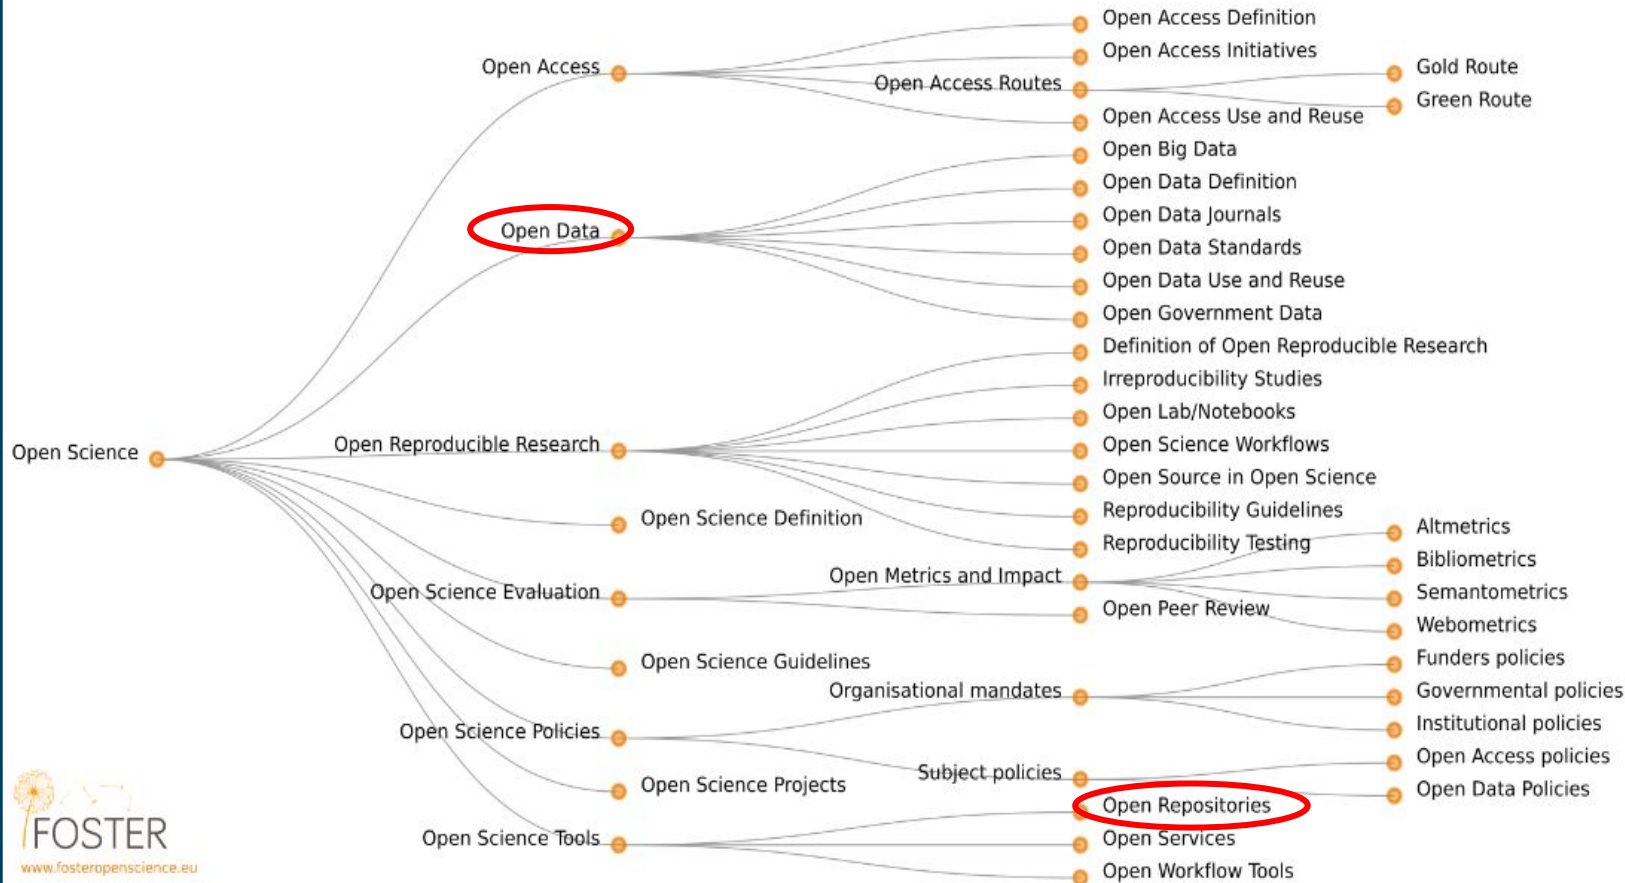 Open Science
Open Access
Open Access Definition
Open Access Initiatives
Open Access Routes
Gold Route
Green Route
Open Access Use and Reuse
Open Data
Open Big Data
Open Data Definition
Open Data Journals
Open Data Standards
Open Data Use and Reuse
Open Government Data
Open Reproducible Research
Definition of Open Reproducible Research
Irreproducibility Studies
Open Lab/Notebooks
Open Science Workflows
Open Source in Open Science
Reproducibility Guidelines
Reproducibility Testing
Open Science Definition
Open Science Evaluation
Open Metrics and Impact
Altmetrics
Bibliometrics
Semantometrics
Webometrics
Open Peer Review
Open Science Guidelines
Open Science Policies
Organisational mandates
Funders policies
Governmental policies
Institutional policies
Subject policies
Open Access policies
Open Data Policies
Open Science Projects
Open Science Tools
Open Repositories
Open Services
Open Workflow Tools
FOSTER
www.fosteropenscience.eu